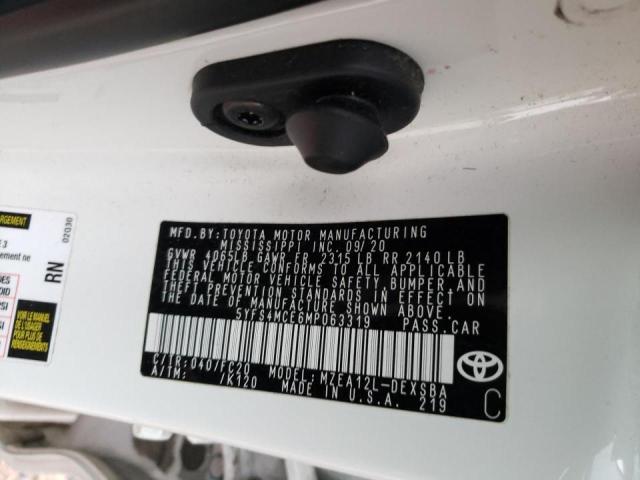 MFD.BY: TOYOTA MOTOR MANUFACTURING
MISSISSIPPI, INC. 09/20
GVWR 4065LB GAWR FR 2315 LB RR 2140 LB
THIS VEHICLE CONFORMS TO ALL APPLICABLE
FEDERAL MOTOR VEHICLE SAFETY, BUMPER, AND
THEFT PREVENTION STANDARDS IN EFFECT ON
THE DATE OF MANUFACTURE SHOWN ABOVE.
5YFS4MCE6MP063319 PASS.CAR
C/TR: 040/FC20 MODEL: MZEA12L-DEXSBA
A/TM: /K120 MADE IN U.S.A. 219
C
RN
02030